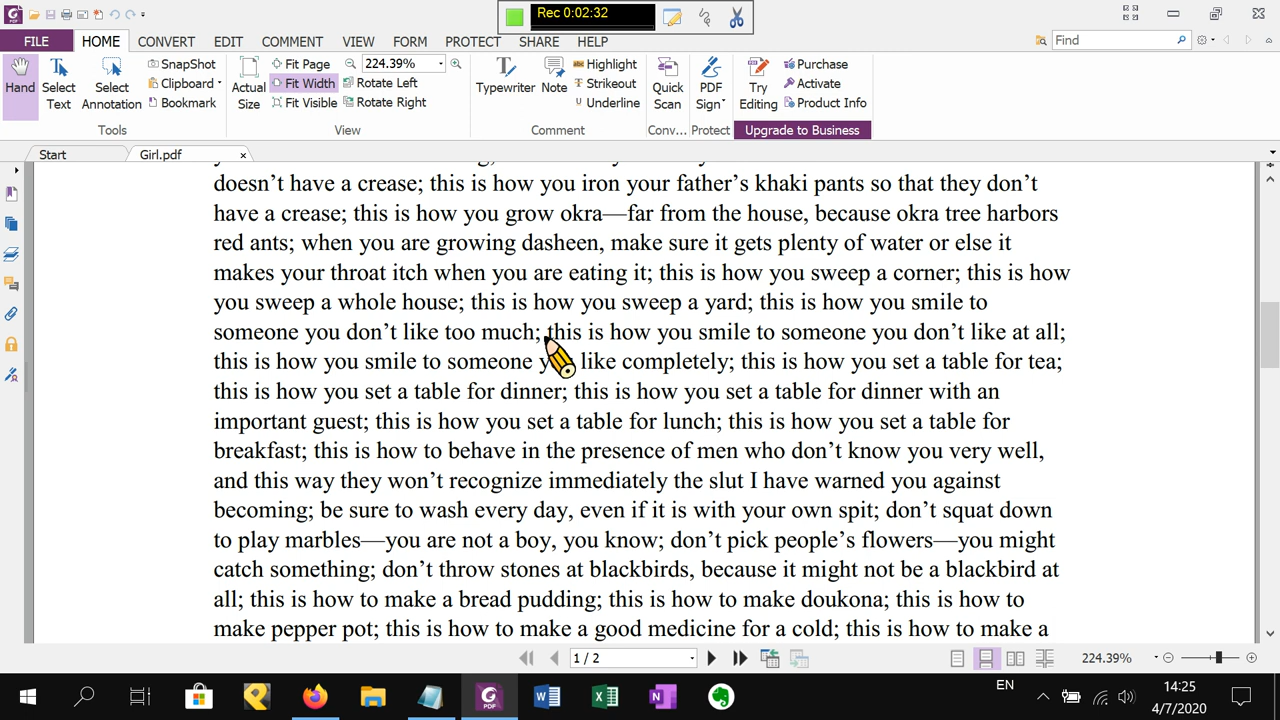 Rec 0:02:32
FILE
HOME
CONVERT
EDIT
COMMENT
VIEW
FORM
PROTECT
SHARE
HELP
Find
Hand
Select Text
Select Annotation
SnapShot
Clipboard
Bookmark
Tools
Actual Size
Fit Page
Fit Width
Fit Visible
224.39%
Rotate Left
Rotate Right
View
Typewriter
Note
Highlight
Strikeout
Underline
Comment
Quick Scan
Conv...
PDF Sign
Protect
Try Editing
Purchase
Activate
Product Info
Upgrade to Business
Start
Girl.pdf
doesn’t have a crease; this is how you iron your father’s khaki pants so that they don’t
have a crease; this is how you grow okra—far from the house, because okra tree harbors
red ants; when you are growing dasheen, make sure it gets plenty of water or else it
makes your throat itch when you are eating it; this is how you sweep a corner; this is how
you sweep a whole house; this is how you sweep a yard; this is how you smile to
someone you don’t like too much; this is how you smile to someone you don’t like at all;
this is how you smile to someone you like completely; this is how you set a table for tea;
this is how you set a table for dinner; this is how you set a table for dinner with an
important guest; this is how you set a table for lunch; this is how you set a table for
breakfast; this is how to behave in the presence of men who don’t know you very well,
and this way they won’t recognize immediately the slut I have warned you against
becoming; be sure to wash every day, even if it is with your own spit; don’t squat down
to play marbles—you are not a boy, you know; don’t pick people’s flowers—you might
catch something; don’t throw stones at blackbirds, because it might not be a blackbird at
all; this is how to make a bread pudding; this is how to make doukona; this is how to
make pepper pot; this is how to make a good medicine for a cold; this is how to make a
1 / 2
224.39%
EN
14:25
4/7/2020